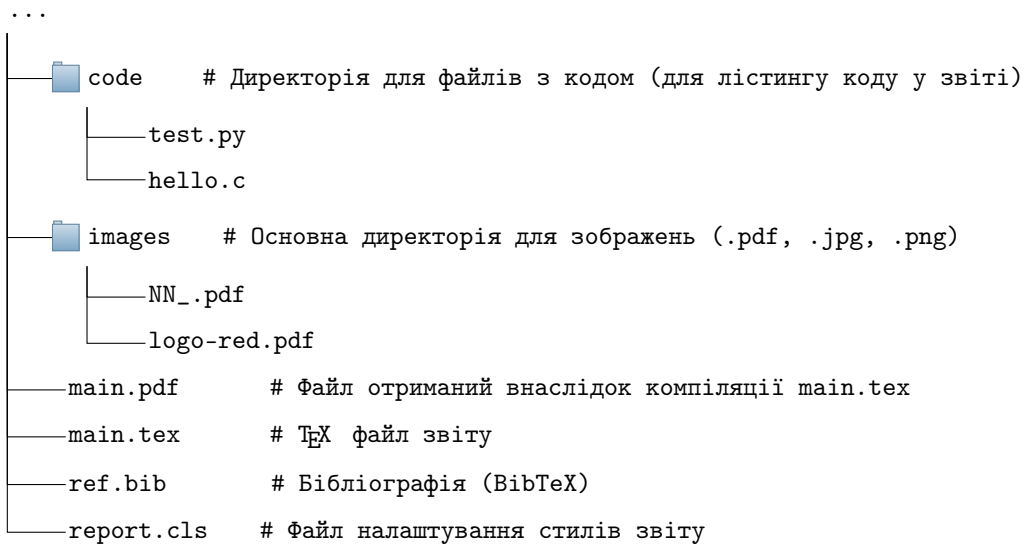 ...
code # Директорія для файлів з кодом (для лістингу коду у звіті)
test.py
hello.c
images # Основна директорія для зображень (.pdf, .jpg, .png)
NN_.pdf
logo-red.pdf
main.pdf # Файл отриманий внаслідок компіляції main.tex
main.tex # TEX файл звіту
ref.bib # Бібліографія (BibTeX)
report.cls # Файл налаштування стилів звіту